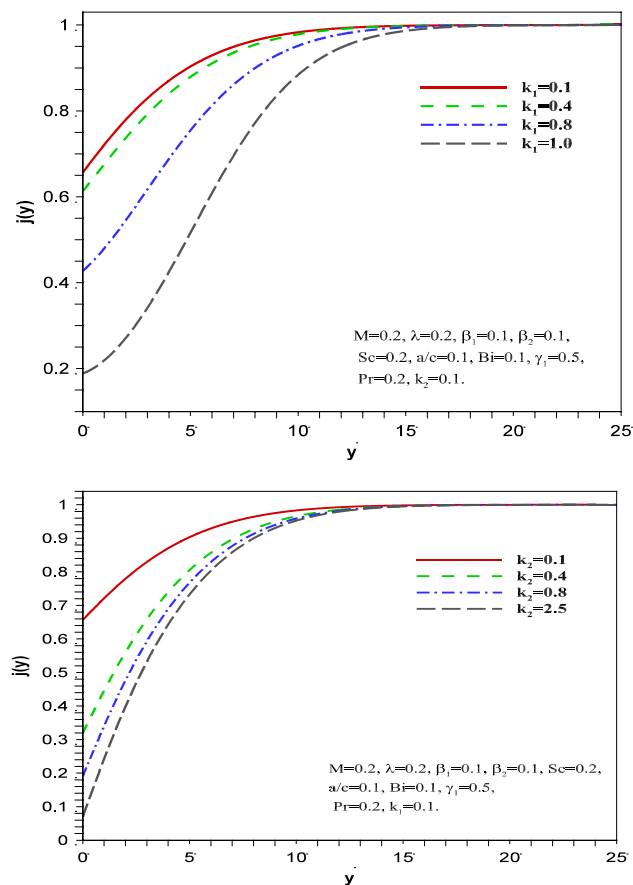 1
0.8
0.6
0.4
0.2
j(y)
k₁=0.1
k₁=0.4
k₁=0.8
k₁=1.0
M=0.2, λ=0.2, β₁=0.1, β₂=0.1,
Sc=0.2, a/c=0.1, Bi=0.1, γ₁=0.5,
Pr=0.2, k₂=0.1.
0 5 10 15 20 25
y
1
0.9
0.8
0.7
0.6
0.5
0.4
0.3
0.2
0.1
0
j(y)
k₂=0.1
k₂=0.4
k₂=0.8
k₂=2.5
M=0.2, λ=0.2, β₁=0.1, β₂=0.1, Sc=0.2,
a/c=0.1, Bi=0.1, γ₁=0.5,
Pr=0.2, k₁=0.1.
0 5 10 15 20 25
y